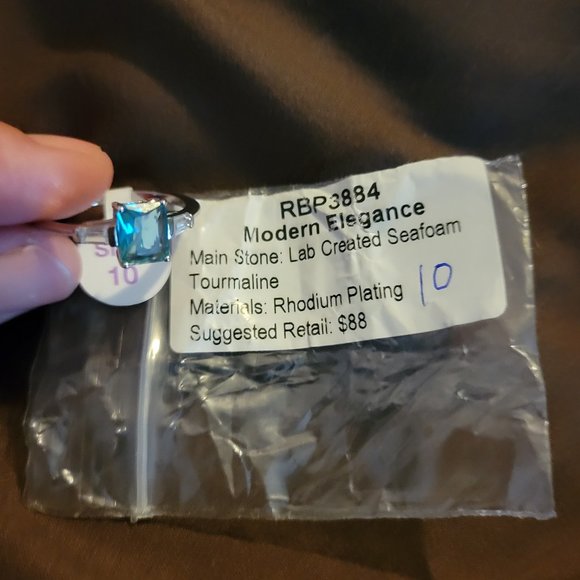 RBP3884
Modern Elegance
Main Stone: Lab Created Seafoam
Tourmaline
Materials: Rhodium Plating
Suggested Retail: $88
10
10